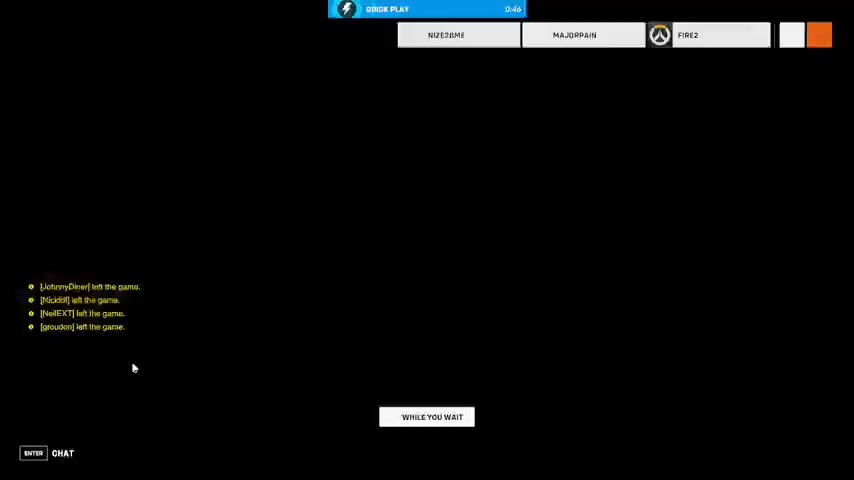 QUICK PLAY 0:46
NIZE2BME MAJORPAIN FIRE2
[JohnnyDiner] left the game.
left the game.
[NeilEXT] left the game.
[groudon] left the game.
WHILE YOU WAIT
ENTER CHAT